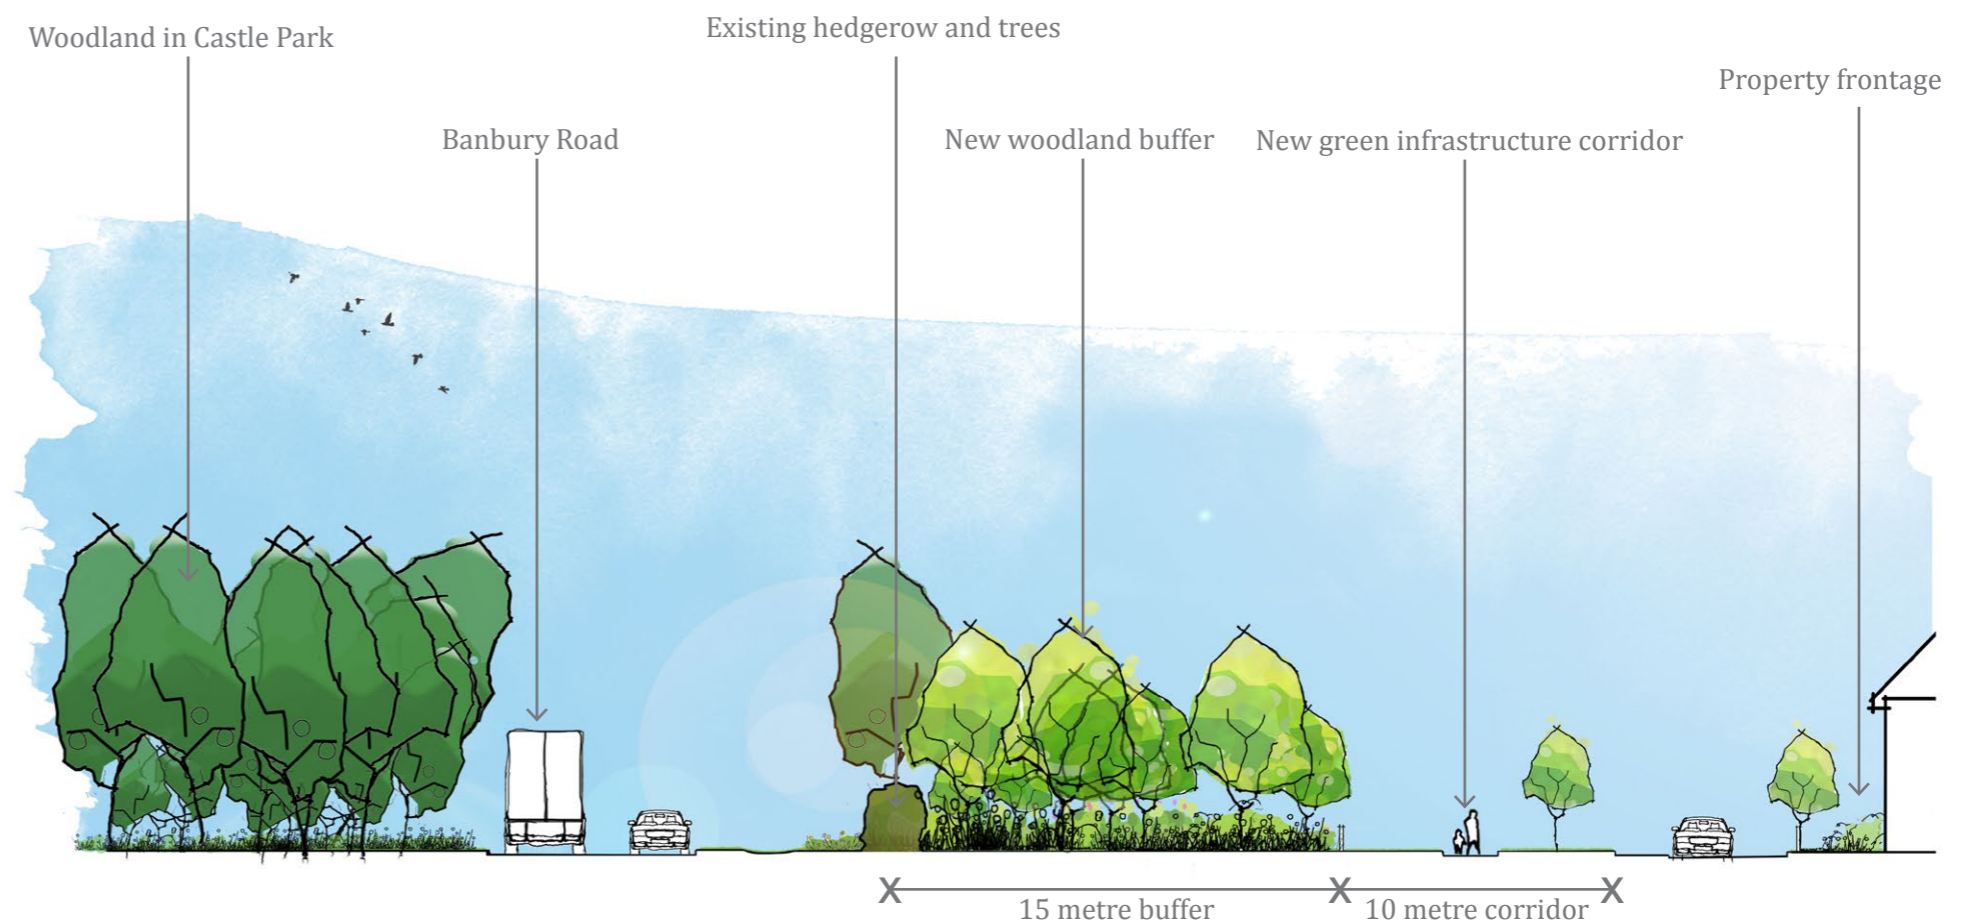 Woodland in Castle Park
Existing hedgerow and trees
Property frontage
Banbury Road
New woodland buffer
New green infrastructure corridor
X X X
15 metre buffer
10 metre corridor